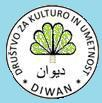 DRUŠTVO ZA KULTURO IN UMETNOST
ديوان
DIWAN